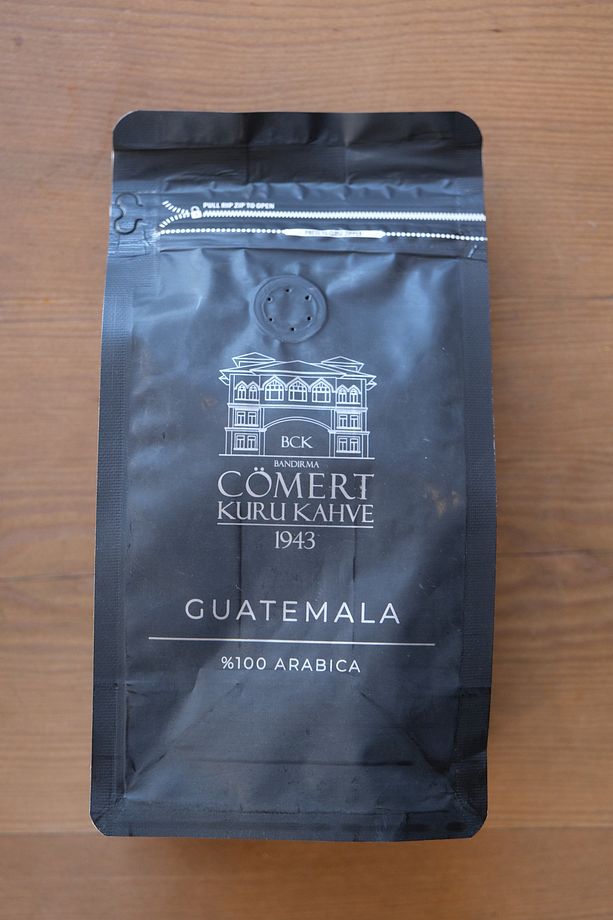 PULL RIP ZIP TO OPEN
BCK
BANDIRMA
CÖMERT
KURU KAHVE
1943
GUATEMALA
%100 ARABICA